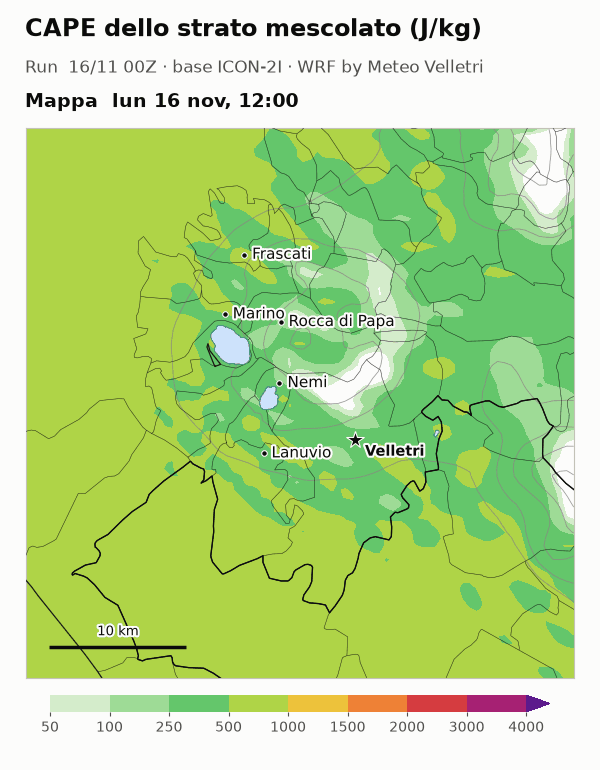 CAPE dello strato mescolato (J/kg)
Run  16/11 00Z · base ICON-2I · WRF by Meteo Velletri
Mappa  lun 16 nov, 12:00
Frascati
Marino
Rocca di Papa
Nemi
Velletri
Lanuvio
10 km
50 100 250 500 1000 1500 2000 3000 4000